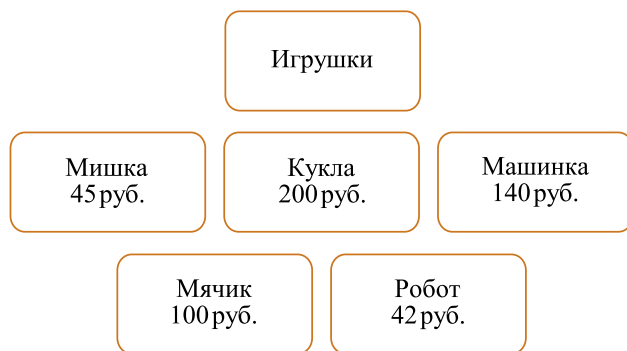 Игрушки
Мишка
45 руб.
Кукла
200 руб.
Машинка
140 руб.
Мячик
100 руб.
Робот
42 руб.